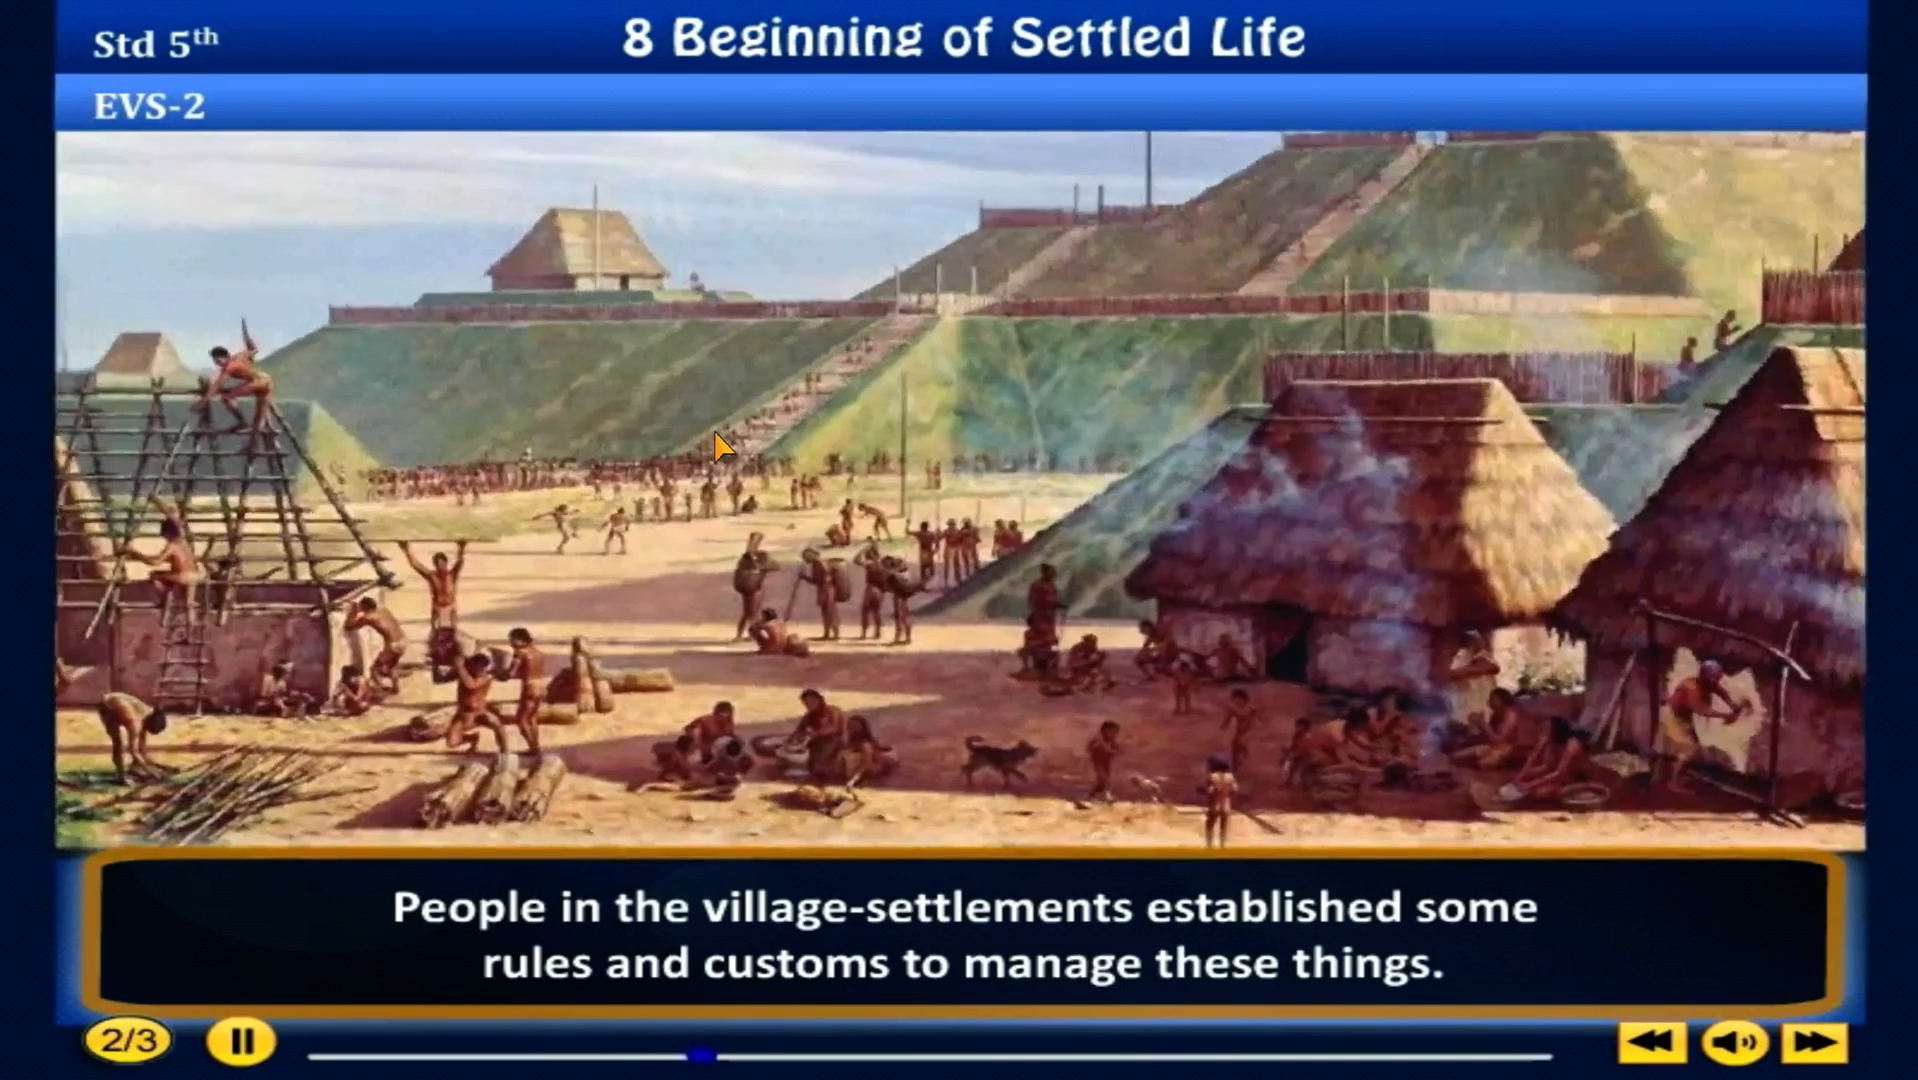 Std 5th
8 Beginning of Settled Life
EVS-2
People in the village-settlements established some
rules and customs to manage these things.
2/3